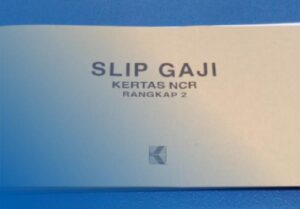 SLIP GAJI
KERTAS NCR
RANGKAP 2